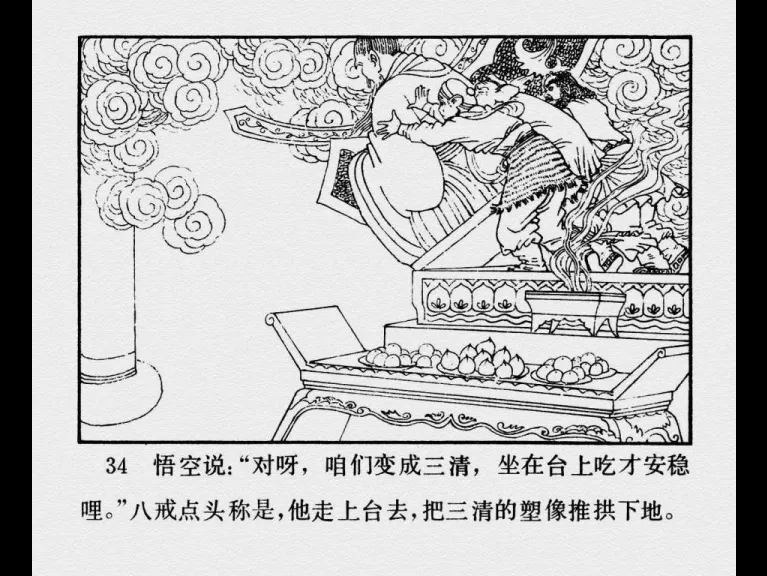 34 悟空说:“对呀，咱们变成三清，坐在台上吃才安稳
哩。”八戒点头称是,他走上台去,把三清的塑像推拱下地。